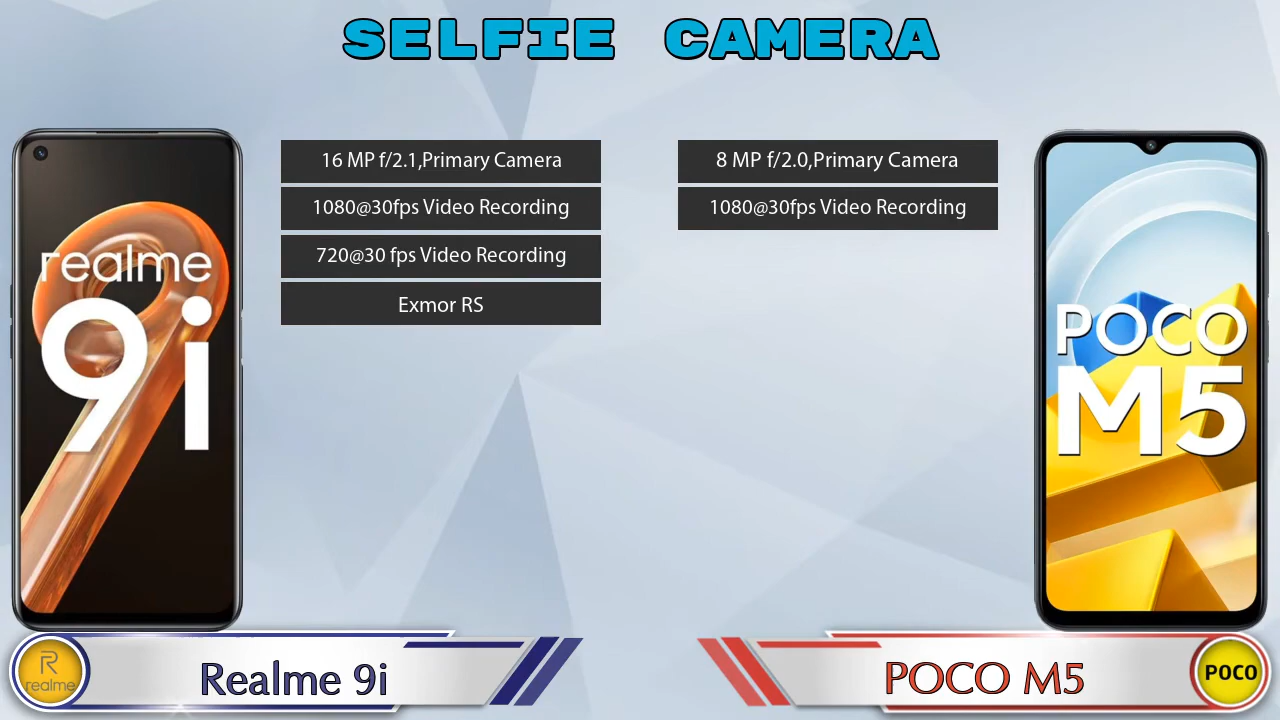 SELFIE CAMERA
16 MP f/2.1,Primary Camera
1080@30fps Video Recording
720@30 fps Video Recording
Exmor RS
8 MP f/2.0,Primary Camera
1080@30fps Video Recording
realme
9i
POCO
M5
R
realme
Realme 9i
POCO M5
POCO